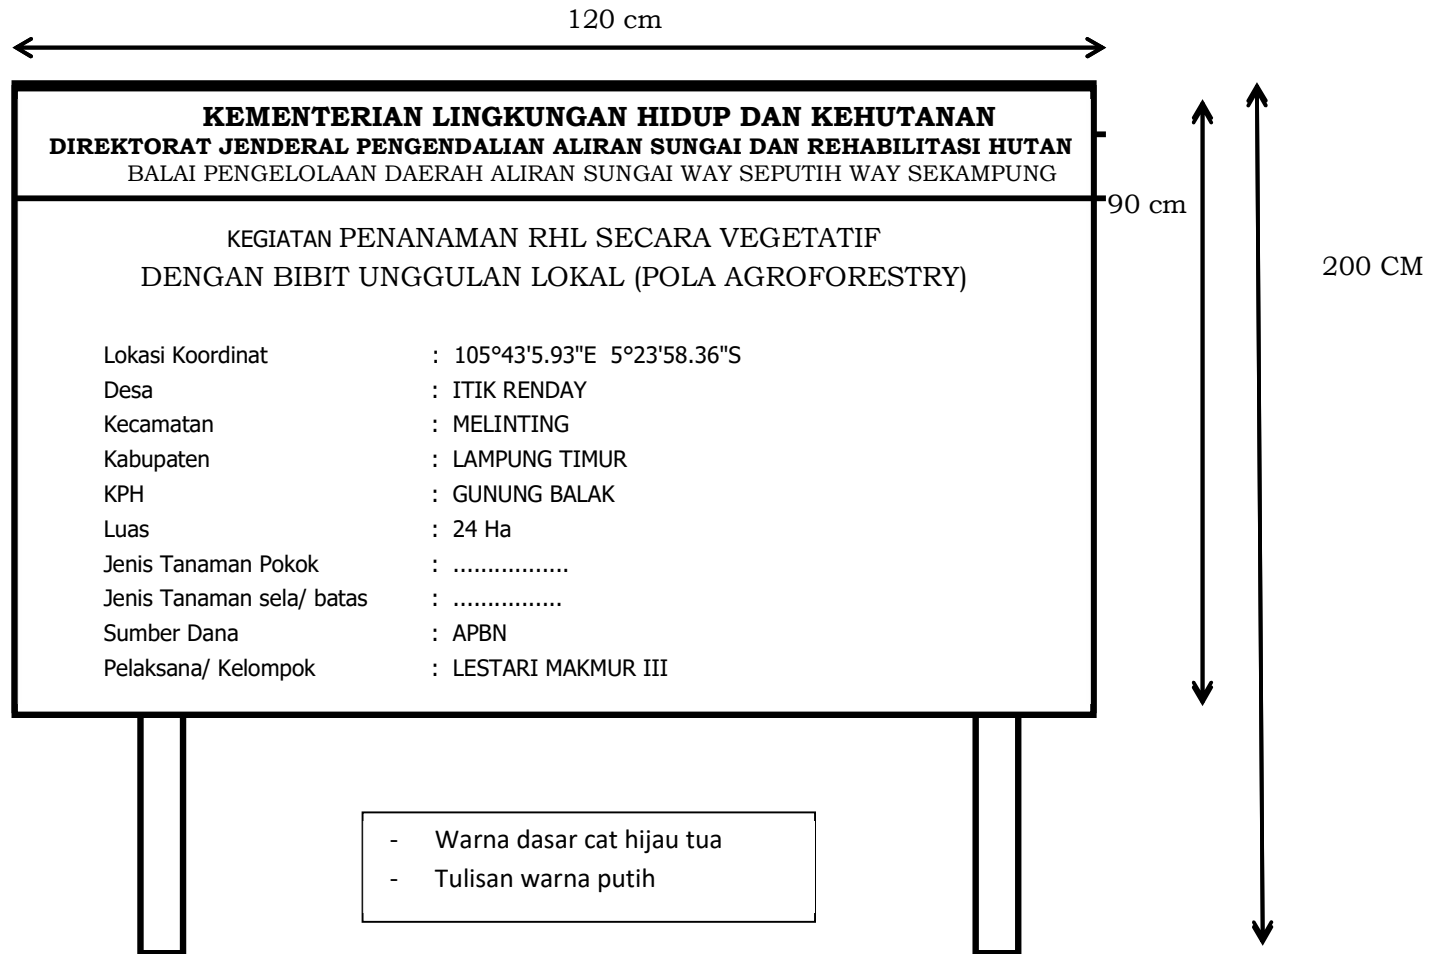 120 cm
KEMENTERIAN LINGKUNGAN HIDUP DAN KEHUTANAN
DIREKTORAT JENDERAL PENGENDALIAN ALIRAN SUNGAI DAN REHABILITASI HUTAN
BALAI PENGELOLAAN DAERAH ALIRAN SUNGAI WAY SEPUTIH WAY SEKAMPUNG
90 cm
KEGIATAN PENANAMAN RHL SECARA VEGETATIF
DENGAN BIBIT UNGGULAN LOKAL (POLA AGROFORESTRY)
200 CM
Lokasi Koordinat : 105°43'5.93"E 5°23'58.36"S
Desa : ITIK RENDAY
Kecamatan : MELINTING
Kabupaten : LAMPUNG TIMUR
KPH : GUNUNG BALAK
Luas : 24 Ha
Jenis Tanaman Pokok : .................
Jenis Tanaman sela/ batas : ................
Sumber Dana : APBN
Pelaksana/ Kelompok : LESTARI MAKMUR III
- Warna dasar cat hijau tua
- Tulisan warna putih